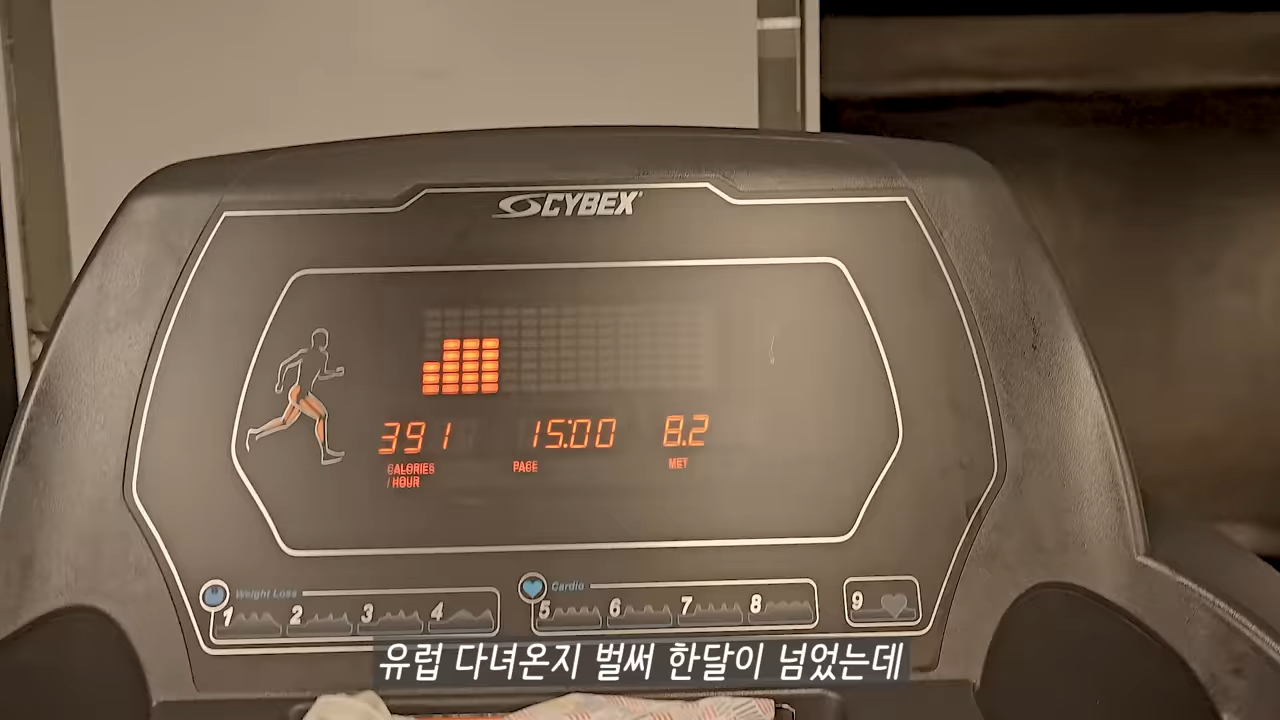 CYBEX
391 15:00 8.2
CALORIES PACE MET
/ HOUR
Weight Loss Cardio
1 2 3 4 5 6 7 8 9
유럽 다녀온지 벌써 한달이 넘었는데